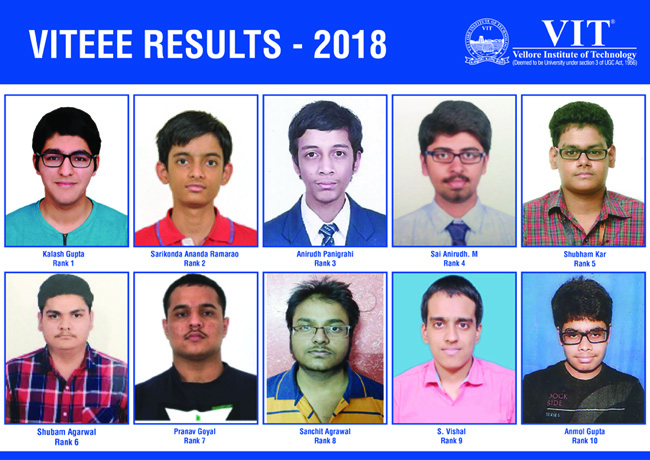 VITEEE RESULTS - 2018
VIT®
Vellore Institute of Technology
(Deemed to be University under section 3 of UGC Act, 1956)
VIT
Kalash Gupta
Rank 1
Sarikonda Ananda Ramarao
Rank 2
Anirudh Panigrahi
Rank 3
Sai Anirudh. M
Rank 4
Shubham Kar
Rank 5
Shubam Agarwal
Rank 6
Pranav Goyal
Rank 7
Sanchit Agrawal
Rank 8
S. Vishal
Rank 9
JOCK
SIDE
Anmol Gupta
Rank 10